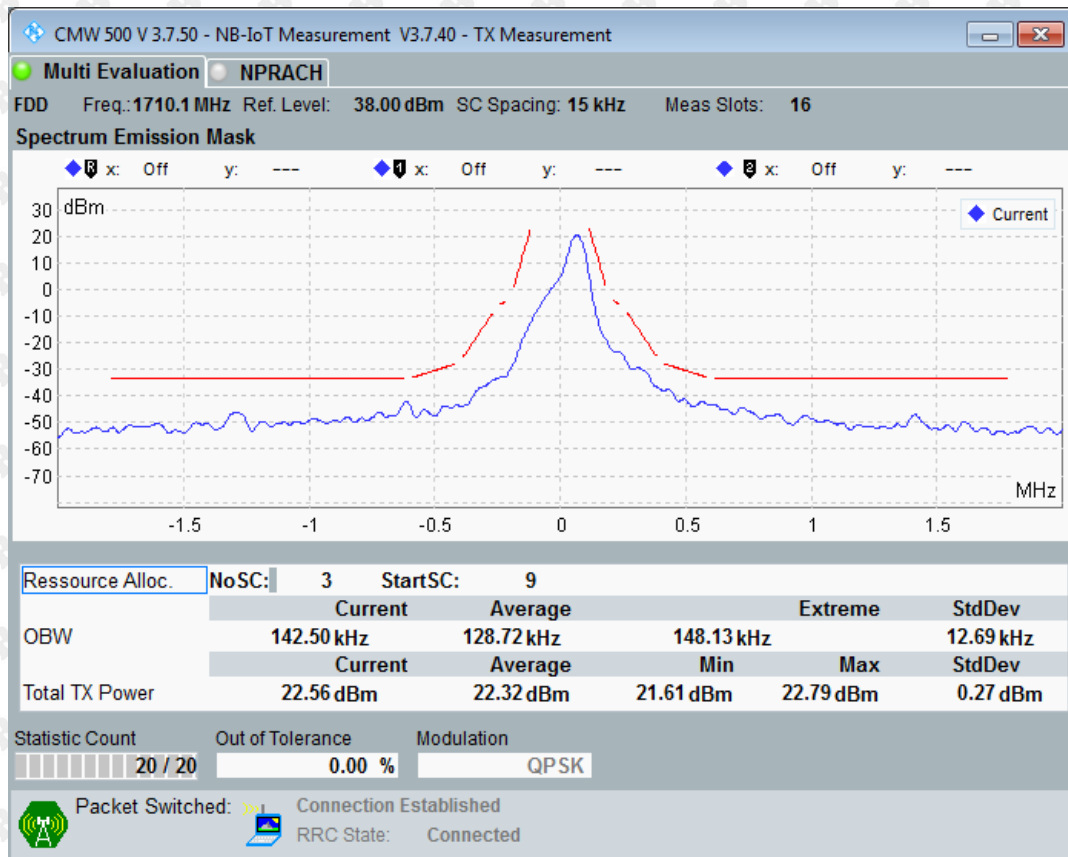 CMW 500 V 3.7.50 - NB-IoT Measurement V3.7.40 - TX Measurement
Multi Evaluation NPRACH
FDD Freq.: 1710.1 MHz Ref. Level: 38.00 dBm SC Spacing: 15 kHz Meas Slots: 16
Spectrum Emission Mask
R x: Off y: --- 1 x: Off y: --- 2 x: Off y: ---
dBm
Current
30
20
10
0
-10
-20
-30
-40
-50
-60
-70
MHz
-1.5 -1 -0.5 0 0.5 1 1.5
Ressource Alloc. NoSC: 3 StartSC: 9
Current Average Extreme StdDev
OBW 142.50 kHz 128.72 kHz 148.13 kHz 12.69 kHz
Current Average Min Max StdDev
Total TX Power 22.56 dBm 22.32 dBm 21.61 dBm 22.79 dBm 0.27 dBm
Statistic Count Out of Tolerance Modulation
20 / 20 0.00 % QPSK
Packet Switched: Connection Established
RRC State: Connected